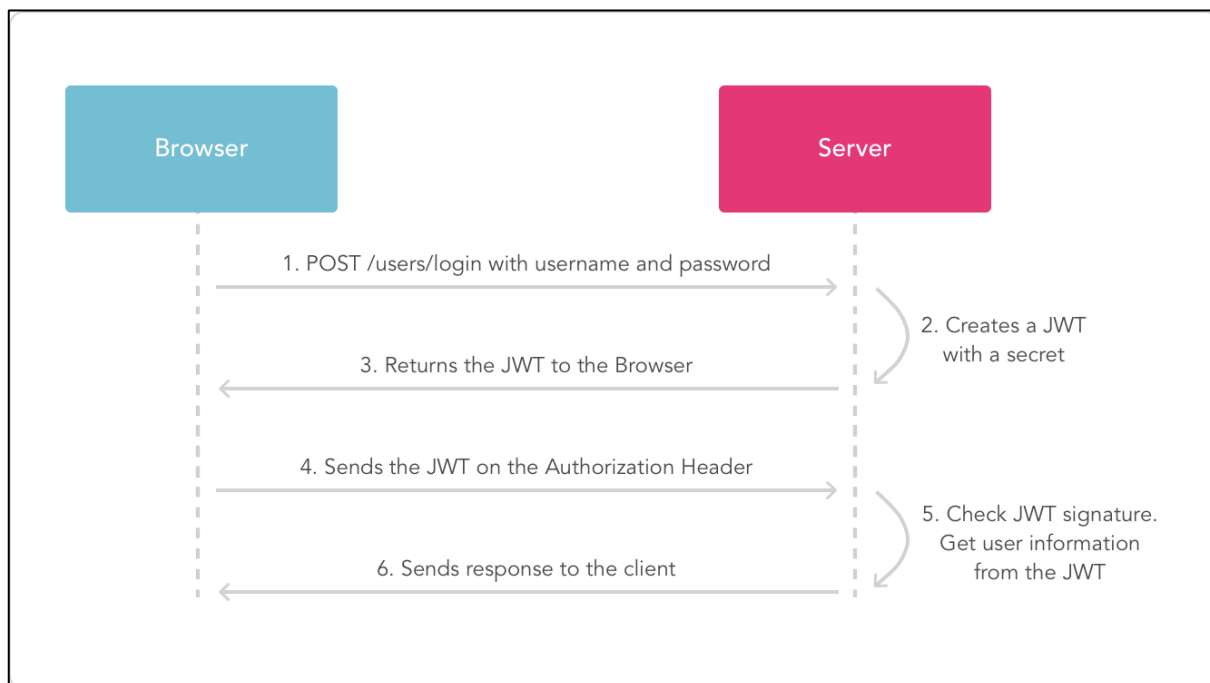 Browser
Server
1. POST /users/login with username and password
2. Creates a JWT
with a secret
3. Returns the JWT to the Browser
4. Sends the JWT on the Authorization Header
5. Check JWT signature.
Get user information
from the JWT
6. Sends response to the client